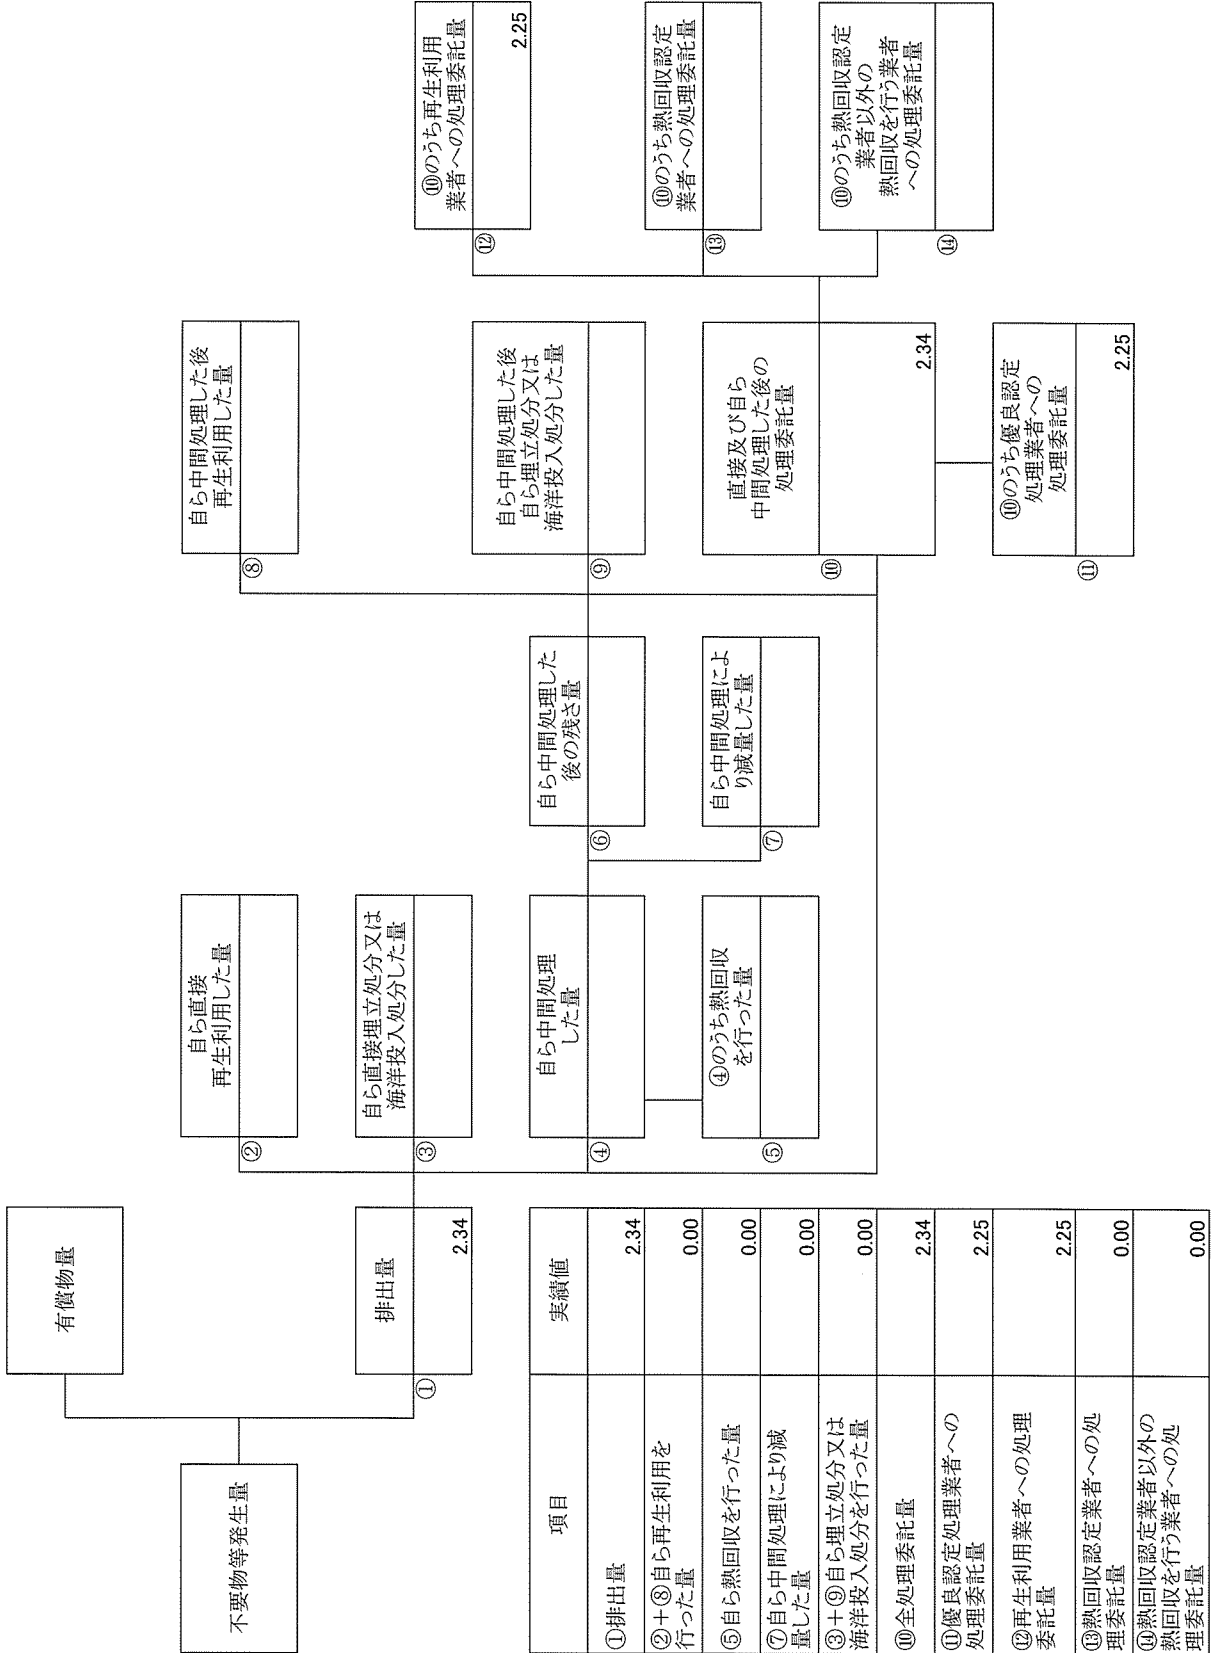 不要物等発生量
有償物量
①
排出量
2.34
②
自ら直接
再生利用した量
③
自ら直接埋立処分又は
海洋投入処分した量
④
自ら中間処理
した量
⑤
④のうち熱回収
を行った量
⑥
自ら中間処理した
後の残さ量
⑦
自ら中間処理によ
り減量した量
⑧
自ら中間処理した後
再生利用した量
⑨
自ら中間処理した後
自ら埋立処分又は
海洋投入処分した量
⑩
直接及び自ら
中間処理した後の
処理委託量
2.34
⑪
⑩のうち優良認定
処理業者への
処理委託量
2.25
⑫
⑩のうち再生利用
業者への処理委託量
2.25
⑬
⑩のうち熱回収認定
業者への処理委託量
⑭
⑩のうち熱回収認定
業者以外の
熱回収を行う業者
への処理委託量
項目 実績値
①排出量 2.34
②+⑧自ら再生利用を
行った量 0.00
⑤自ら熱回収を行った量 0.00
⑦自ら中間処理により減
量した量 0.00
③+⑨自ら埋立処分又は
海洋投入処分を行った量 0.00
⑩全処理委託量 2.34
⑪優良認定処理業者への
処理委託量 2.25
⑫再生利用業者への処理
委託量 2.25
⑬熱回収認定業者への処
理委託量 0.00
⑭熱回収認定業者以外の
熱回収を行う業者への処
理委託量 0.00